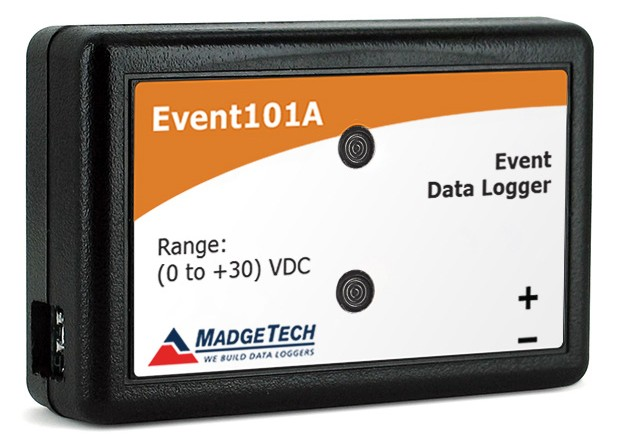 Event101A
Event
Data Logger
Range:
(0 to +30) VDC
+
−
MADGETECH
WE BUILD DATA LOGGERS